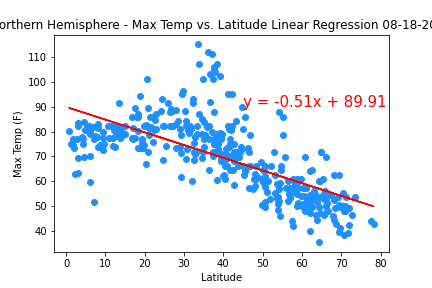 orthern Hemisphere - Max Temp vs. Latitude Linear Regression 08-18-20
110
100
90
80
70
60
50
40
Max Temp (F)
y = -0.51x + 89.91
0 10 20 30 40 50 60 70 80
Latitude